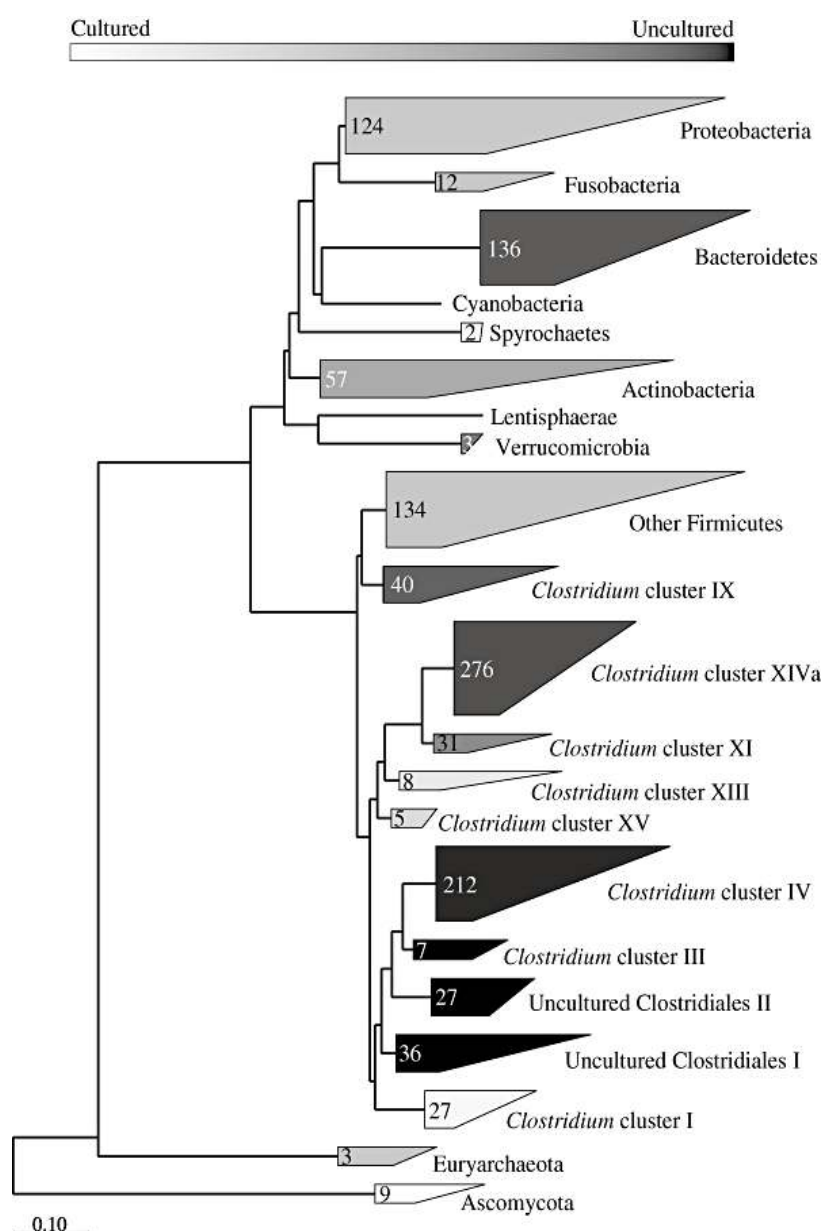 Cultured Uncultured
124 Proteobacteria
12 Fusobacteria
136 Bacteroidetes
Cyanobacteria
2 Spyrochaetes
57 Actinobacteria
Lentisphaerae
3 Verrucomicrobia
134 Other Firmicutes
40 Clostridium cluster IX
276 Clostridium cluster XIVa
31 Clostridium cluster XI
8 Clostridium cluster XIII
5 Clostridium cluster XV
212 Clostridium cluster IV
7 Clostridium cluster III
27 Uncultured Clostridiales II
36 Uncultured Clostridiales I
27 Clostridium cluster I
3 Euryarchaeota
9 Ascomycota
0.10